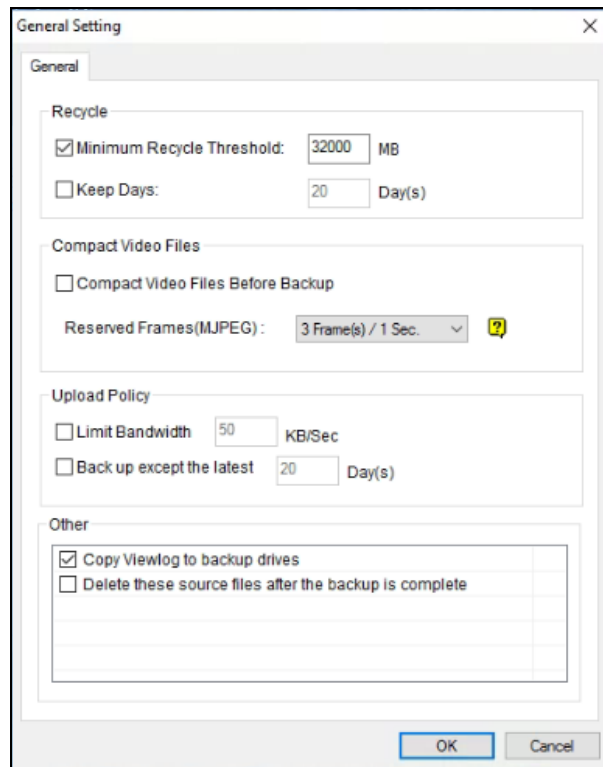 General Setting
General
Recycle
Minimum Recycle Threshold: 32000 MB
Keep Days: 20 Day(s)
Compact Video Files
Compact Video Files Before Backup
Reserved Frames(MJPEG) : 3 Frame(s) / 1 Sec. ?
Upload Policy
Limit Bandwidth 50 KB/Sec
Back up except the latest 20 Day(s)
Other
Copy Viewlog to backup drives
Delete these source files after the backup is complete
OK Cancel